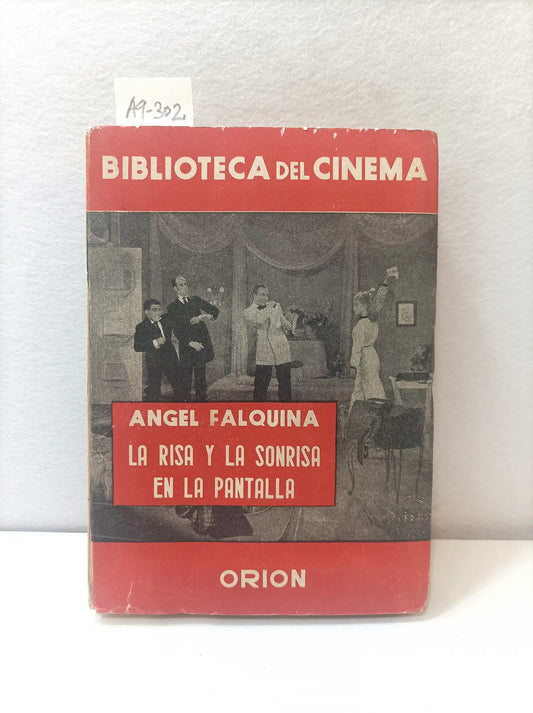 A9-302
BIBLIOTECA DEL CINEMA
ANGEL FALQUINA
LA RISA Y LA SONRISA
EN LA PANTALLA
ORION